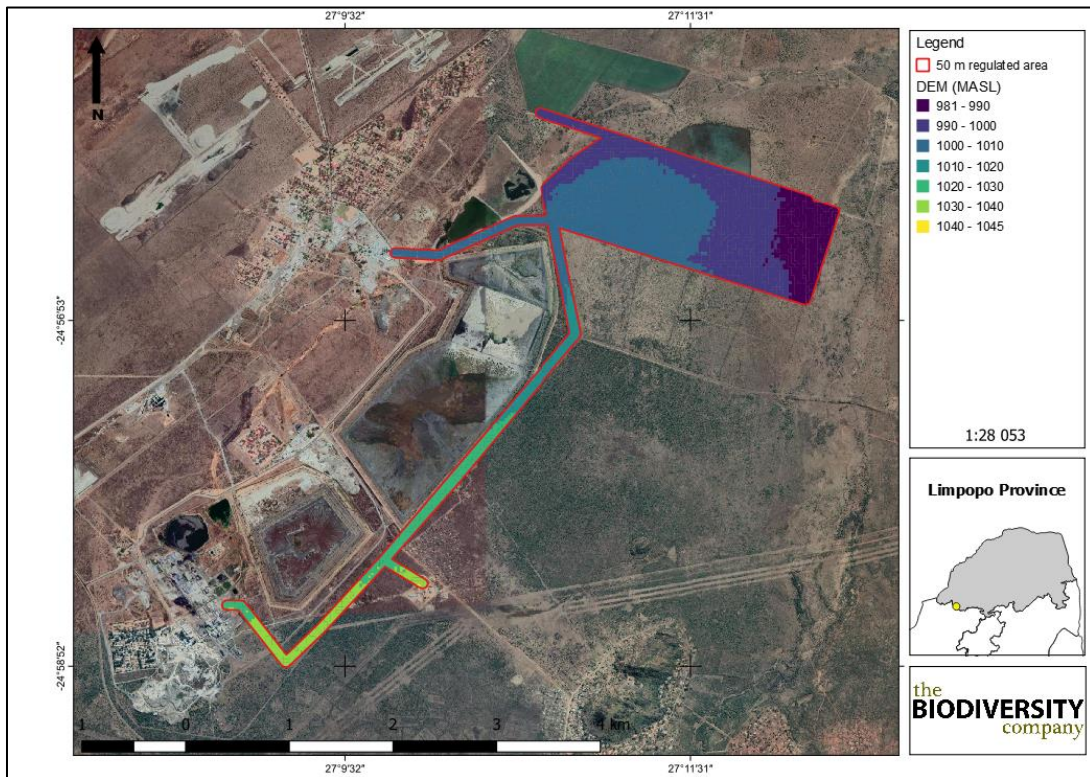 27°9'32"
27°11'31"
N
-24°56'53"
-24°58'52"
1
0
1
2
3
4 km
27°9'32"
27°11'31"
Legend
50 m regulated area
DEM (MASL)
981 - 990
990 - 1000
1000 - 1010
1010 - 1020
1020 - 1030
1030 - 1040
1040 - 1045
1:28 053
Limpopo Province
the
BIODIVERSITY
company